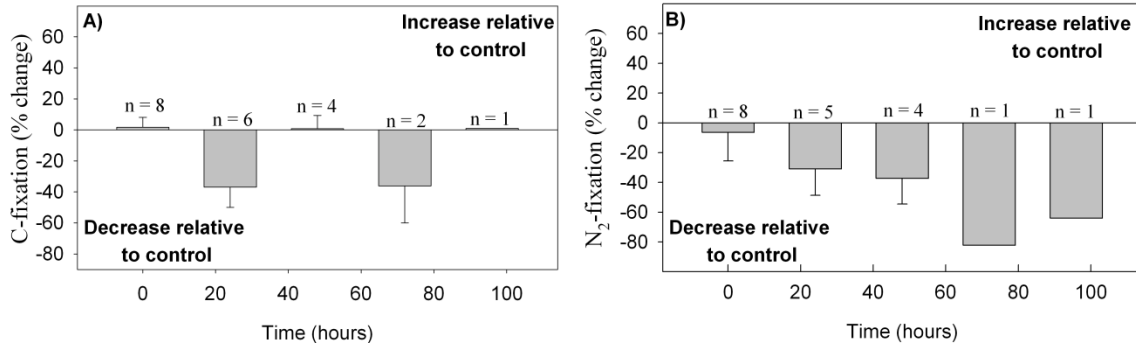 A)
Increase relative
to control
C-fixation (% change)
60
40
20
0
-20
-40
-60
-80
n = 8
n = 6
n = 4
n = 2
n = 1
Decrease relative
to control
0
20
40
60
80
100
Time (hours)
B)
Increase relative
to control
N₂-fixation (% change)
60
40
20
0
-20
-40
-60
-80
n = 8
n = 5
n = 4
n = 1
n = 1
Decrease relative
to control
0
20
40
60
80
100
Time (hours)